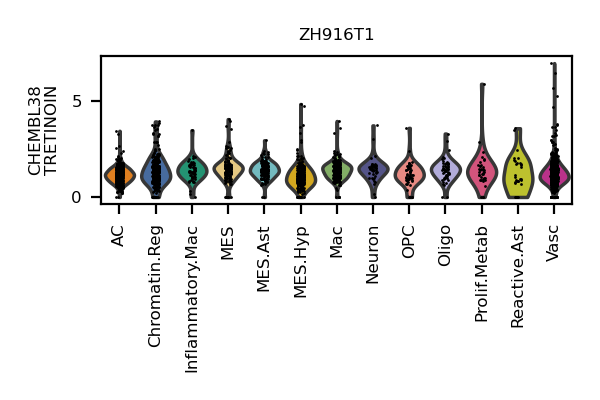 ZH916T1
CHEMBL38
TRETINOIN
5
0
AC
Chromatin.Reg
Inflammatory.Mac
MES
MES.Ast
MES.Hyp
Mac
Neuron
OPC
Oligo
Prolif.Metab
Reactive.Ast
Vasc